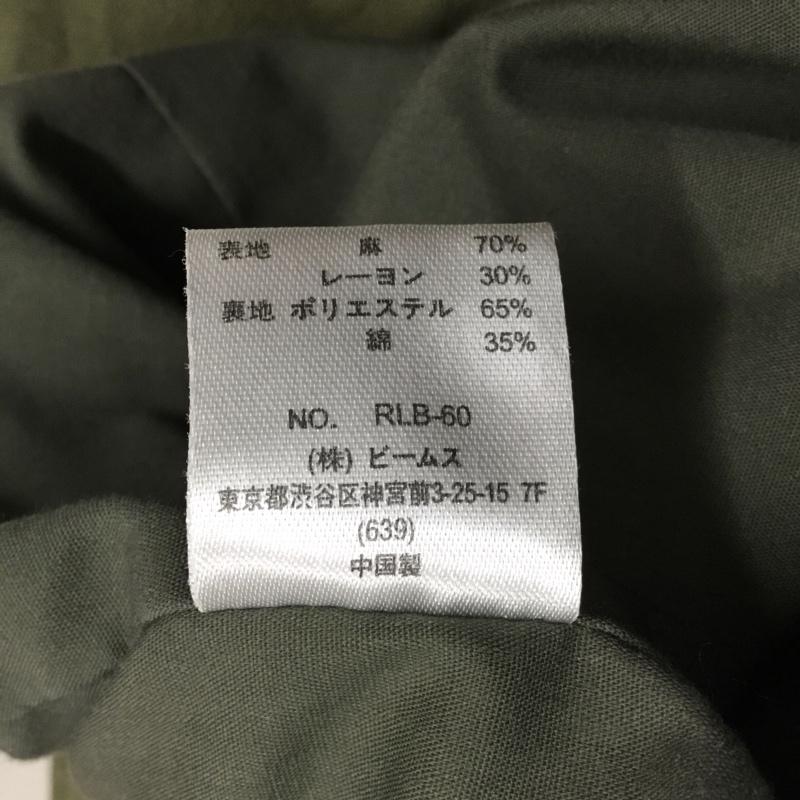 表地 麻 70%
レーヨン 30%
裏地 ポリエステル 65%
綿 35%
NO. RLB-60
(株) ビームス
東京都渋谷区神宮前3-25-15 7F
(639)
中国製